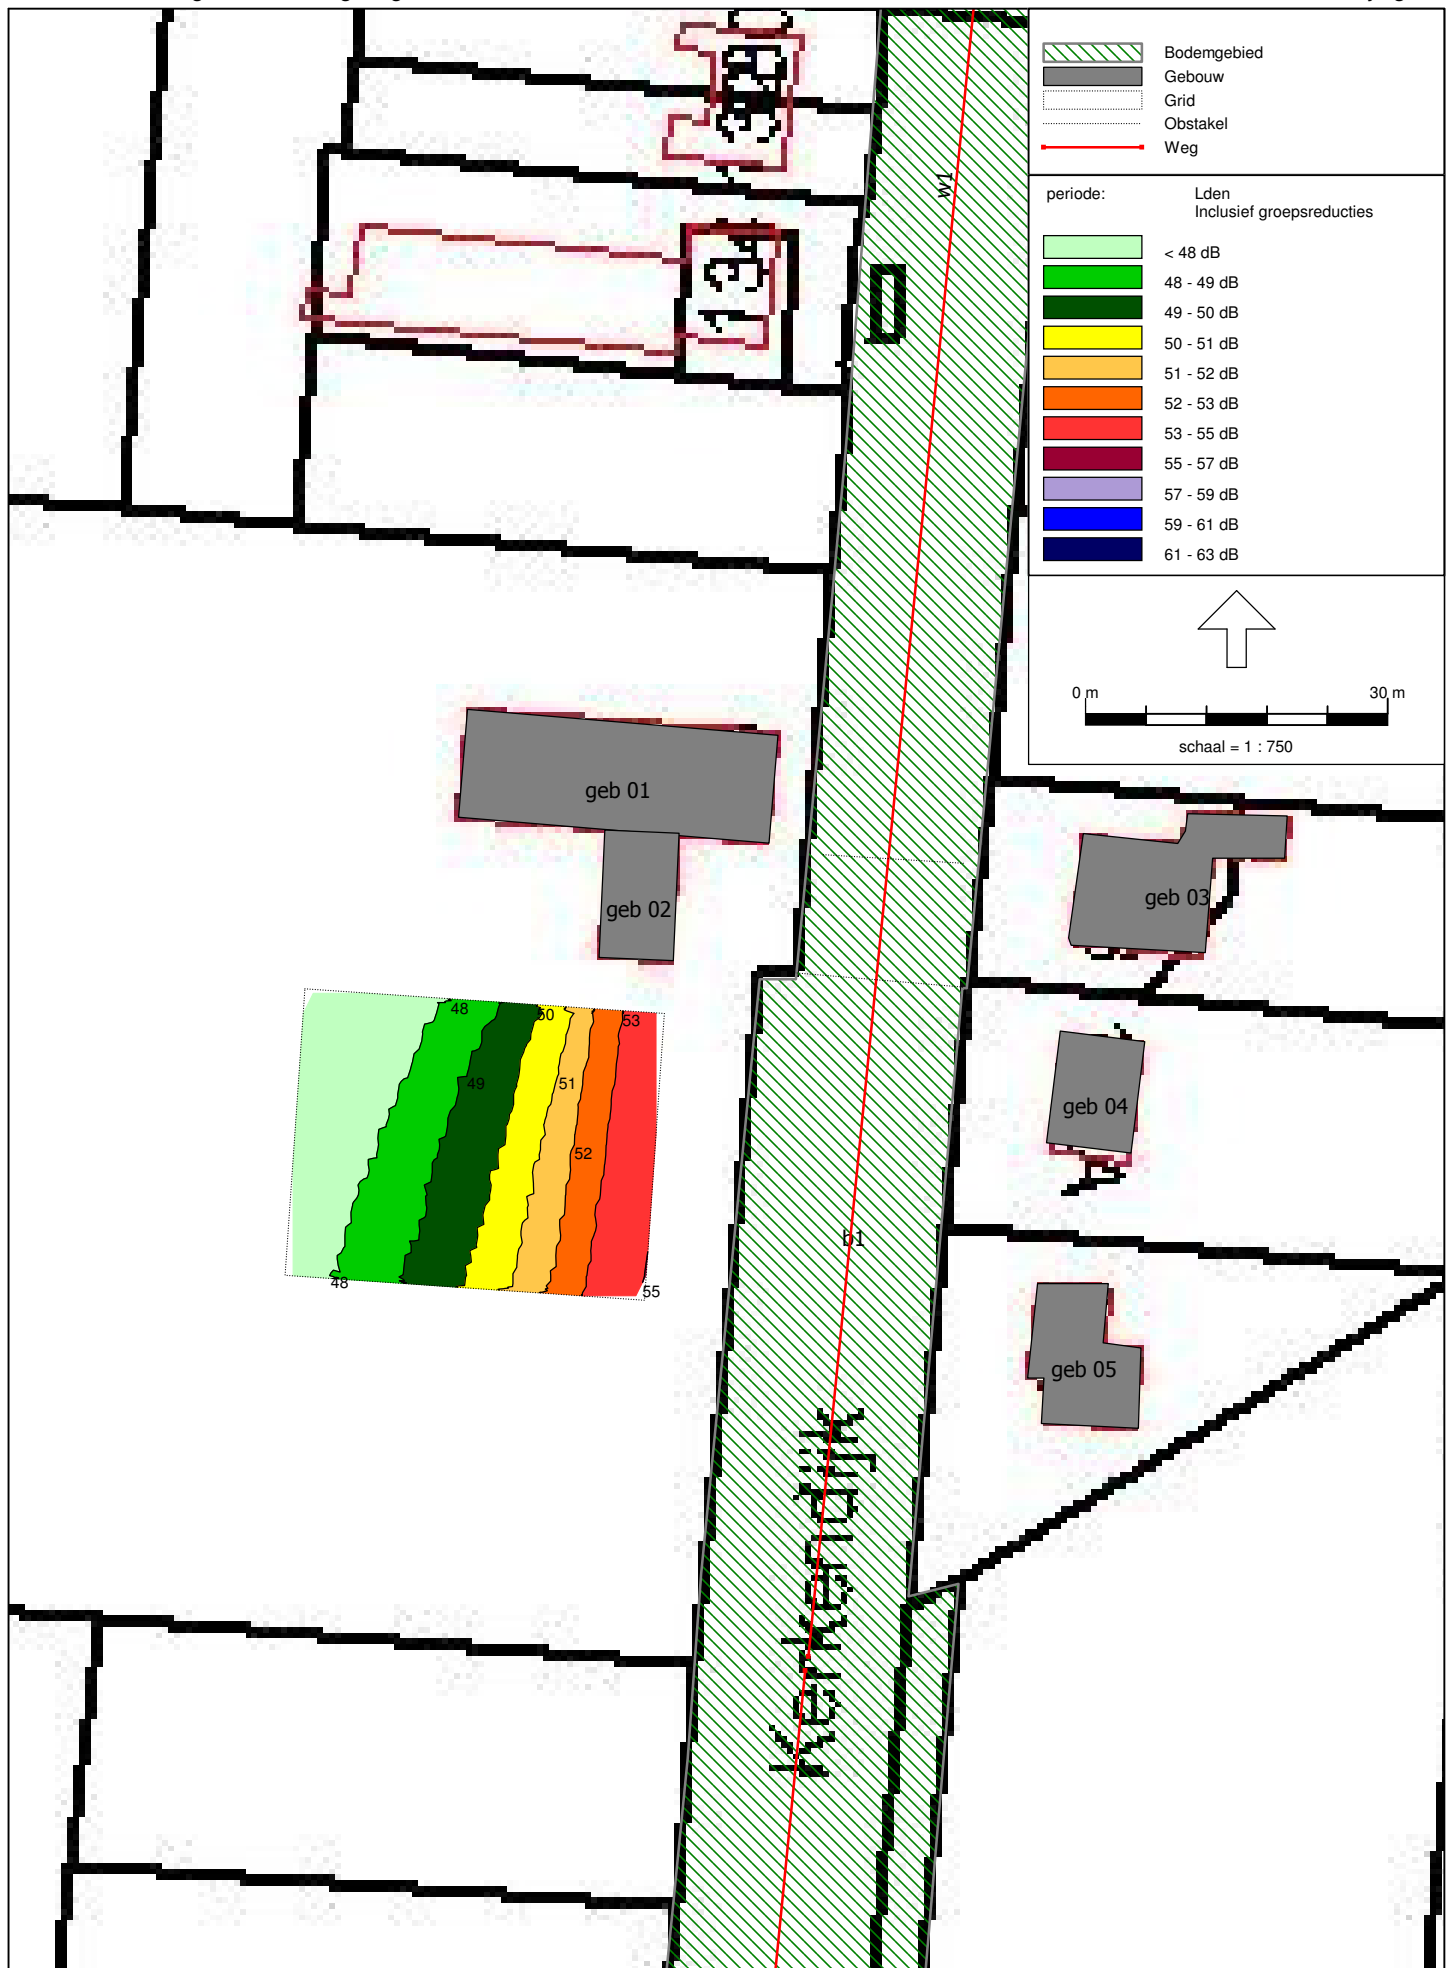 Bodemgebied
Gebouw
Grid
Obstakel
Weg
periode: Lden
Inclusief groepsreducties
< 48 dB
48 - 49 dB
49 - 50 dB
50 - 51 dB
51 - 52 dB
52 - 53 dB
53 - 55 dB
55 - 57 dB
57 - 59 dB
59 - 61 dB
61 - 63 dB
0 m 30 m
schaal = 1 : 750
w1
134
geb 01
geb 02
geb 03
geb 04
geb 05
48
50
53
49
51
52
48
55
b1
Kerkendijk